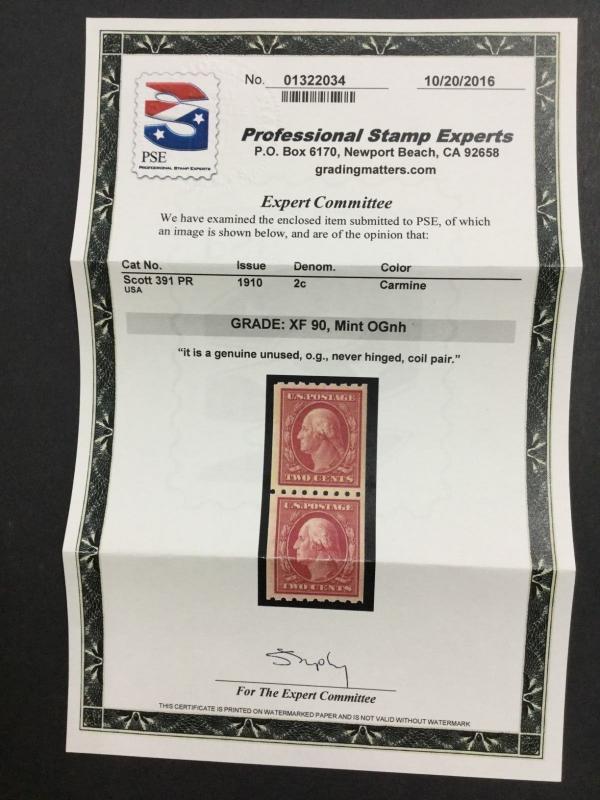 No. 01322034 10/20/2016
PSE
PROFESSIONAL STAMP EXPERTS
Professional Stamp Experts
P.O. Box 6170, Newport Beach, CA 92658
gradingmatters.com
Expert Committee
We have examined the enclosed item submitted to PSE, of which
an image is shown below, and are of the opinion that:
Cat No. Issue Denom. Color
Scott 391 PR 1910 2c Carmine
USA
GRADE: XF 90, Mint OGnh
“it is a genuine unused, o.g., never hinged, coil pair.”
U.S. POSTAGE
TWO CENTS
U.S. POSTAGE
TWO CENTS
For The Expert Committee
THIS CERTIFICATE IS PRINTED ON WATERMARKED PAPER AND IS NOT VALID WITHOUT WATERMARK